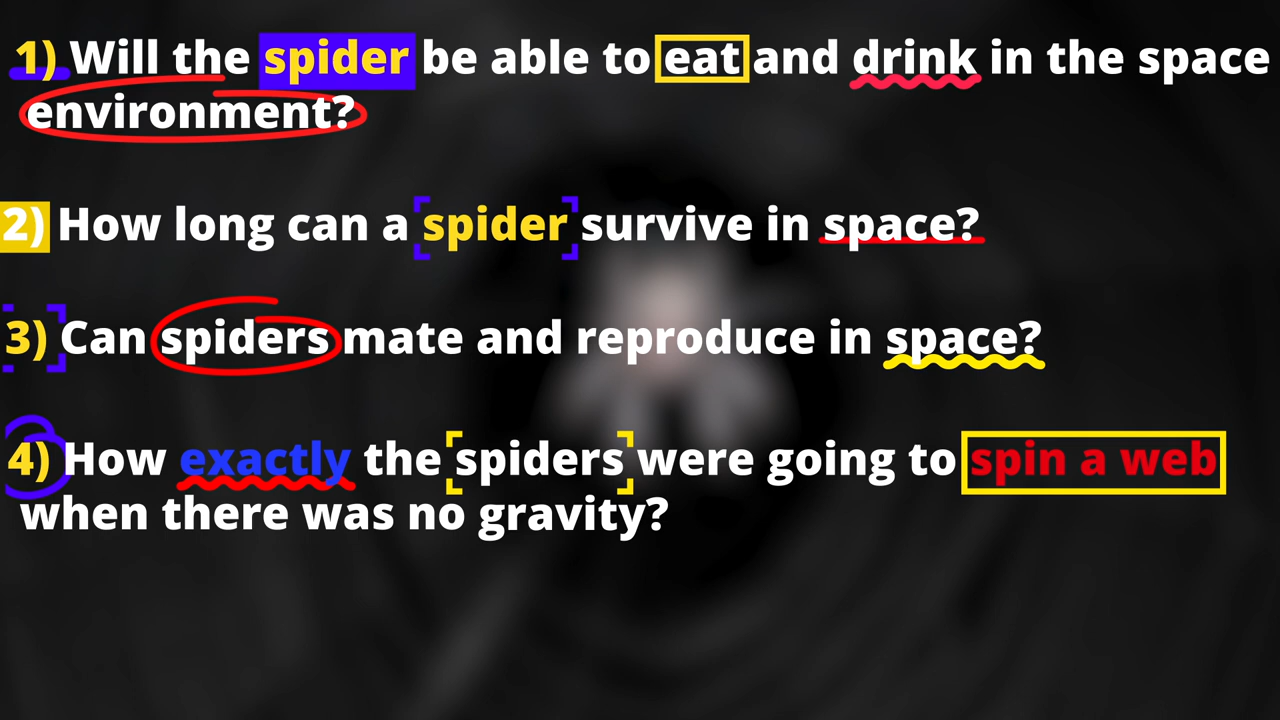 1) Will the spider be able to eat and drink in the space
environment?
2) How long can a spider survive in space?
3) Can spiders mate and reproduce in space?
4) How exactly the spiders were going to spin a web
when there was no gravity?